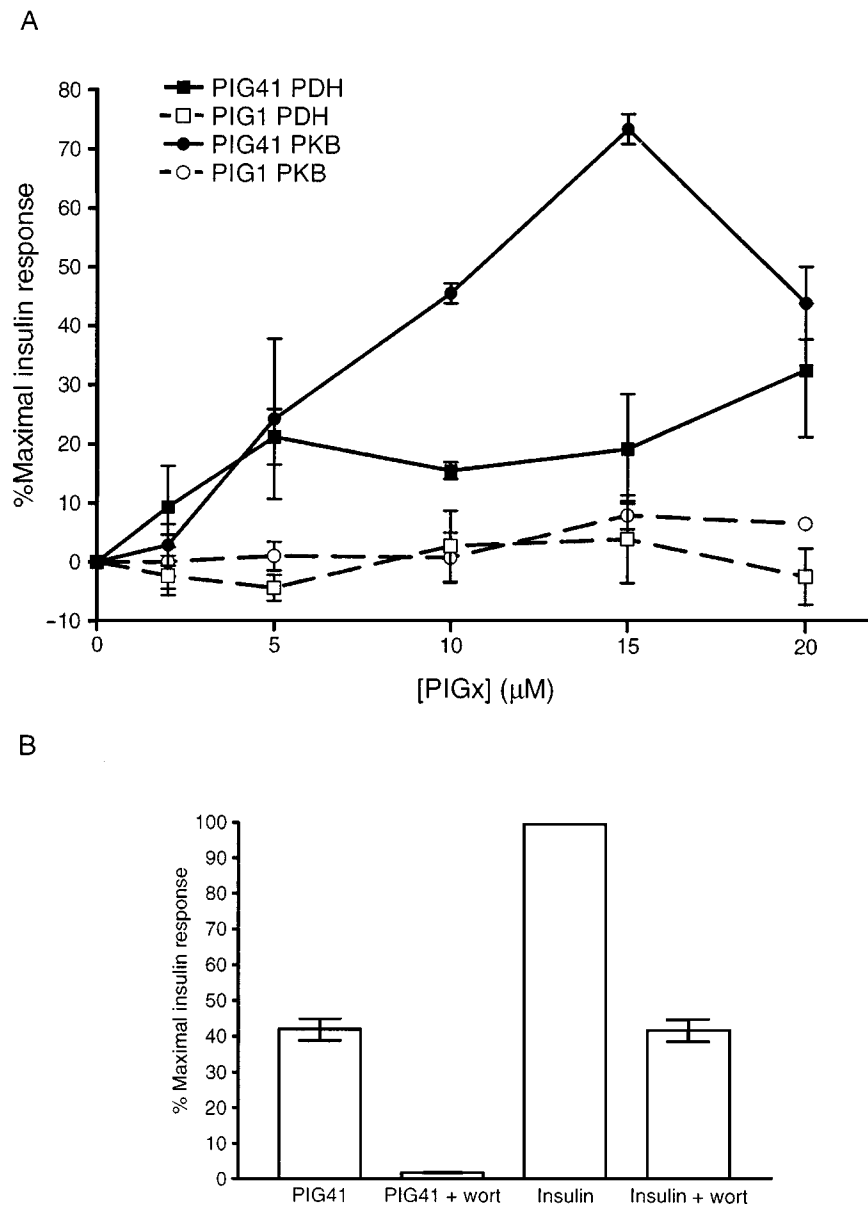 A
PIG41 PDH
PIG1 PDH
PIG41 PKB
PIG1 PKB
%Maximal insulin response
80
70
60
50
40
30
20
10
0
−10
0
5
10
15
20
[PIGx] (μM)
B
% Maximal insulin response
100
90
80
70
60
50
40
30
20
10
0
PIG41
PIG41 + wort
Insulin
Insulin + wort